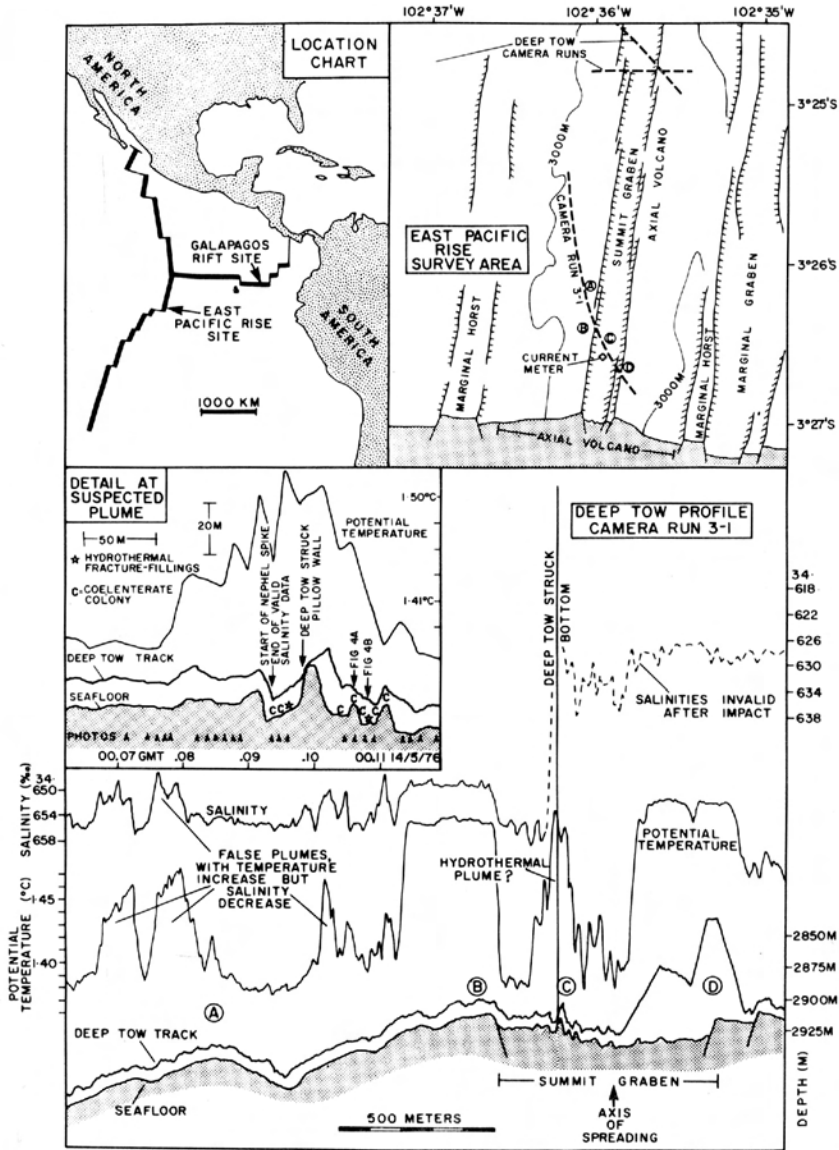 LOCATION
CHART
NORTH
AMERICA
GALAPAGOS
RIFT SITE
EAST
PACIFIC RISE
SITE
SOUTH
AMERICA
1000 KM
102°37'W
102°36'W
102°35'W
DEEP TOW
CAMERA RUNS
3°25'S
3000M
CAMERA RUN 3-1
SUMMIT GRABEN
AXIAL VOLCANO
EAST PACIFIC
RISE
SURVEY AREA
3°26'S
A
B
C
D
CURRENT
METER
MARGINAL HORST
3000M
MARGINAL HORST
MARGINAL GRABEN
3°27'S
AXIAL VOLCANO
DETAIL AT
SUSPECTED
PLUME
50 M
20M
1·50°C
POTENTIAL
TEMPERATURE
★ HYDROTHERMAL
FRACTURE-FILLINGS
C=COELENTERATE
COLONY
START OF NEPHEL SPIKE
END OF VALID
SALINITY DATA
DEEP TOW STRUCK
PILLOW WALL
1·41°C
FIG 4A
FIG 4B
DEEP TOW TRACK
SEAFLOOR
C C ★ C C C C ★ C
PHOTOS
00.07 GMT .08 .09 .10 00.11 14/5/76
DEEP TOW PROFILE
CAMERA RUN 3-1
DEEP TOW STRUCK
BOTTOM
34·
618
622
626
630
634
638
SALINITIES INVALID
AFTER IMPACT
SALINITY (‰)
34·
650
654
658
SALINITY
FALSE PLUMES,
WITH TEMPERATURE
INCREASE BUT
SALINITY
DECREASE
HYDROTHERMAL
PLUME?
POTENTIAL
TEMPERATURE
POTENTIAL
TEMPERATURE (°C)
1·45
1·40
2850M
2875M
2900M
2925M
DEPTH (M)
A
B
C
D
DEEP TOW TRACK
SEAFLOOR
SUMMIT GRABEN
AXIS
OF
SPREADING
500 METERS